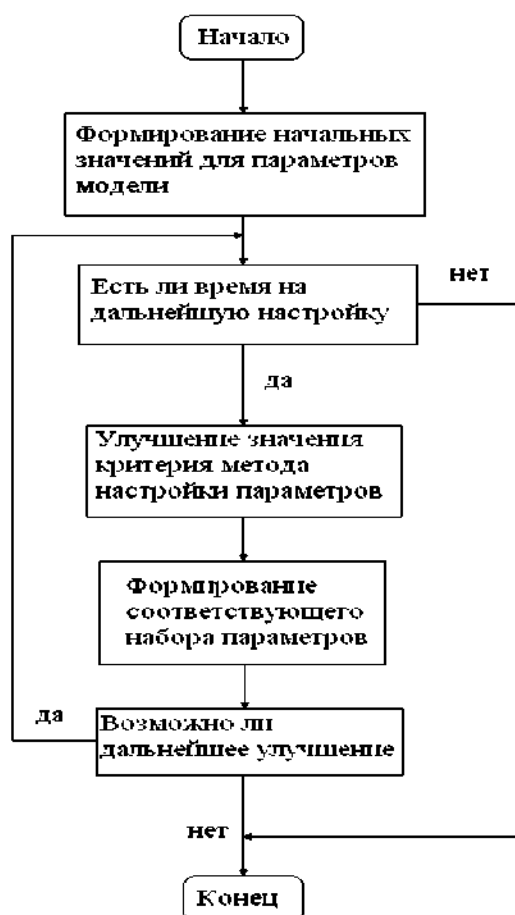 Начало
Формирование начальных
значений для параметров
модели
Есть ли время на
дальнейшую настройку
нет
да
Улучшение значения
критерия метода
настройки параметров
Формирование
соответствующего
набора параметров
да
Возможно ли
дальнейшее улучшение
нет
Конец